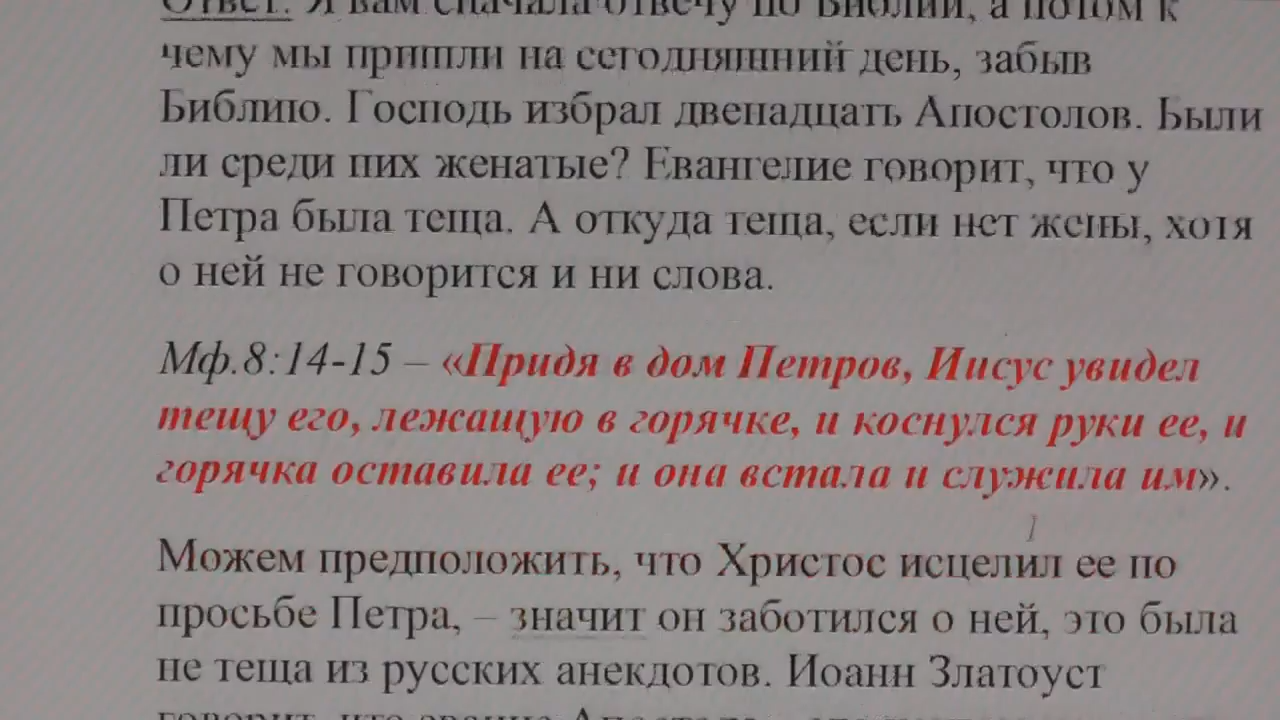 Ответ: Я вам сначала отвечу по Библии, а потом к
чему мы пришли на сегодняшний день, забыв
Библию. Господь избрал двенадцать Апостолов. Были
ли среди них женатые? Евангелие говорит, что у
Петра была теща. А откуда теща, если нет жены, хотя
о ней не говорится и ни слова.
Мф.8:14-15 – «Придя в дом Петров, Иисус увидел
тещу его, лежащую в горячке, и коснулся руки ее, и
горячка оставила ее; и она встала и служила им».
Можем предположить, что Христос исцелил ее по
просьбе Петра, – значит он заботился о ней, это была
не теща из русских анекдотов. Иоанн Златоуст
говорит, что звание Апостола